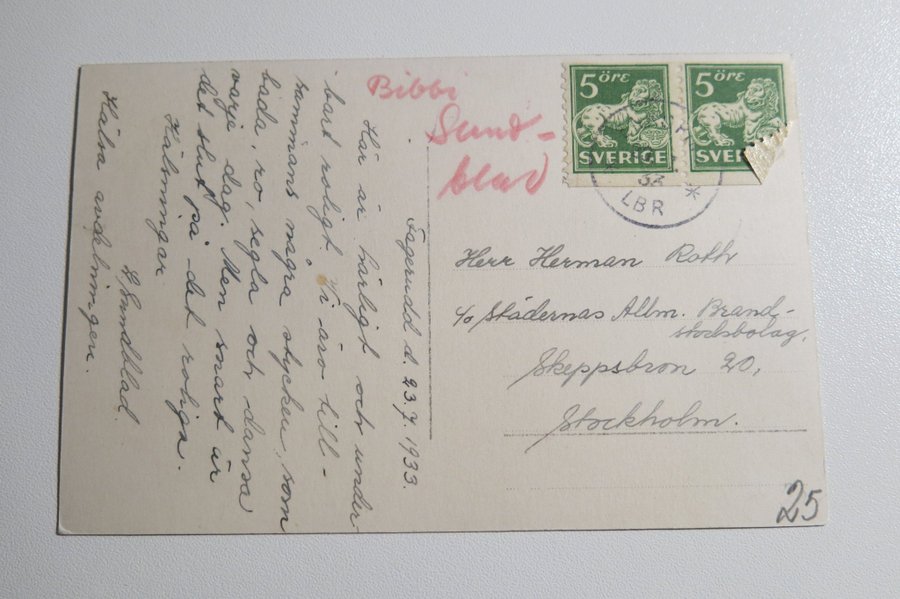 Bibbi
Sund-
blad
5 öre
SVERIGE
5 öre
33
LBR
Fagerudd d. 23.7.1933.
Här är härligt och under-
bart roligt. Vi äro till-
sammans några stycken, som
bada, ro, segla och dansa
varje dag. Men snart är
det slut på det roliga.
Hälsningar
B Sundblad
Hälsa avdelningen.
Herr Herman Roth
c/o Städernas Allm. Brand-
stodsbolag,
Skeppsbron 20,
Stockholm.
25